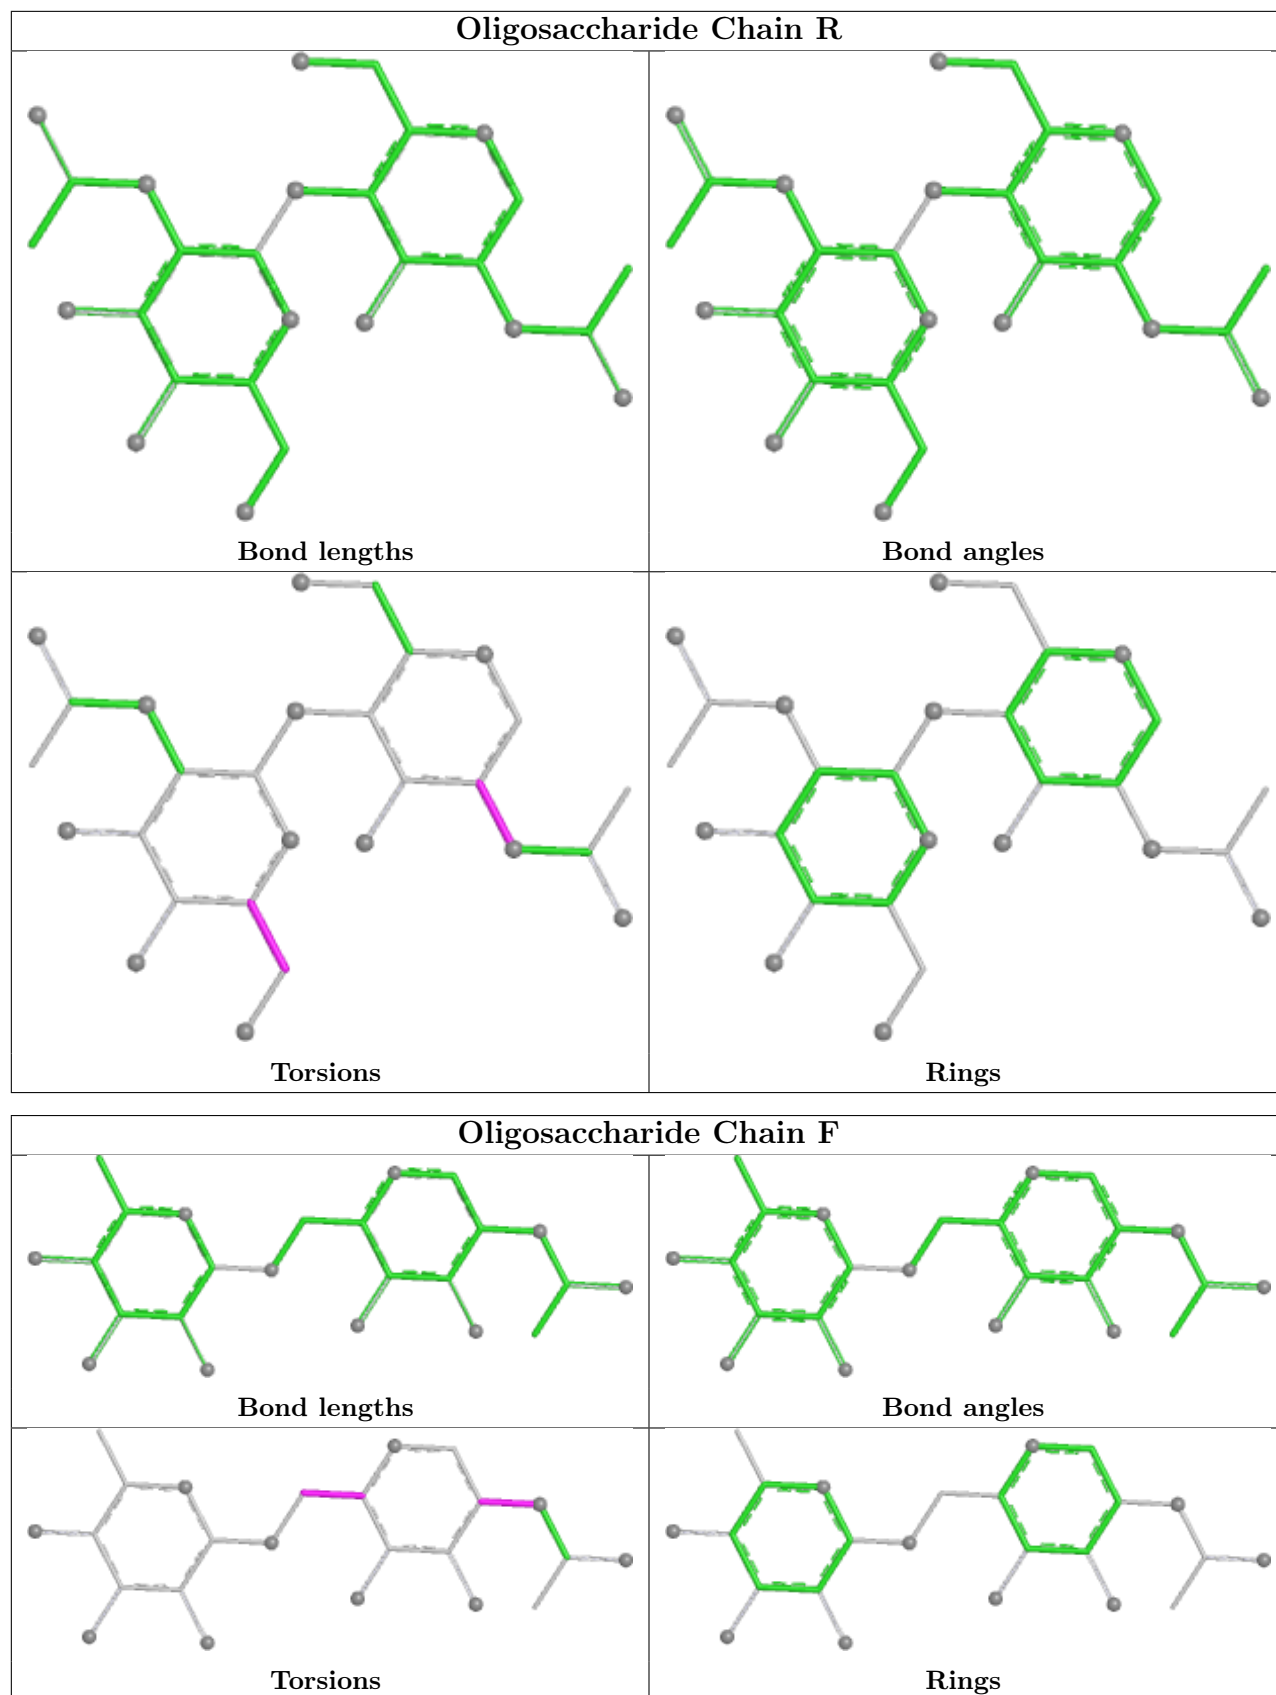 Oligosaccharide Chain R
Bond lengths
Bond angles
Torsions
Rings
Oligosaccharide Chain F
Bond lengths
Bond angles
Torsions
Rings